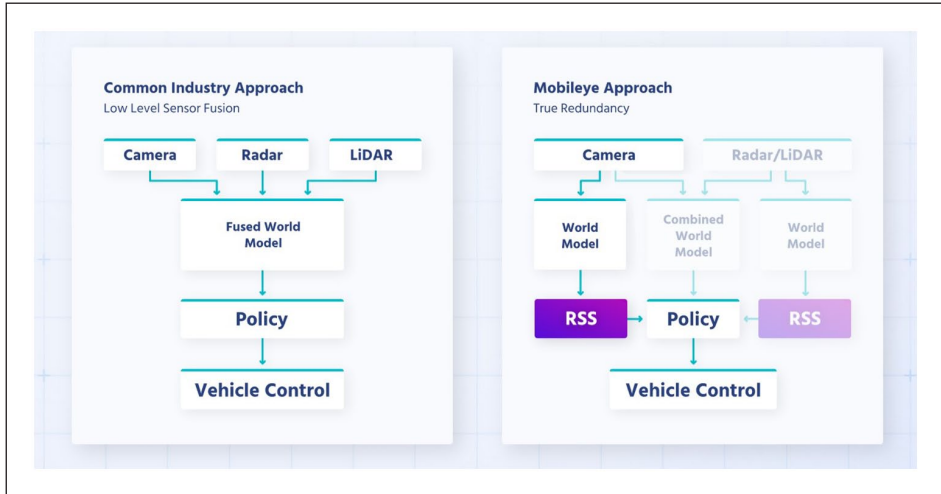 Common Industry Approach
Low Level Sensor Fusion
Camera
Radar
LiDAR
Fused World
Model
Policy
Vehicle Control
Mobileye Approach
True Redundancy
Camera
Radar/LiDAR
World
Model
Combined
World
Model
World
Model
RSS
Policy
RSS
Vehicle Control